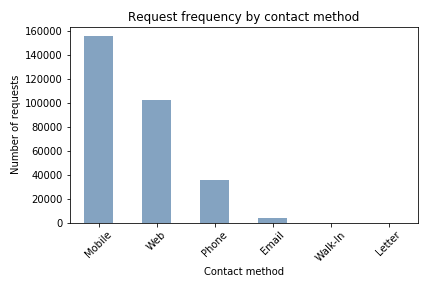 Request frequency by contact method
160000
140000
120000
100000
80000
60000
40000
20000
0
Number of requests
Mobile
Web
Phone
Email
Walk-In
Letter
Contact method